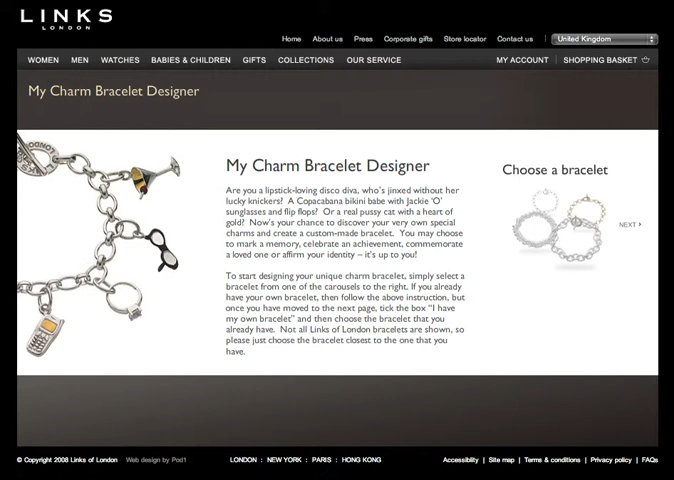 LINKS
LONDON
Home About us Press Corporate gifts Store locator Contact us United Kingdom
WOMEN MEN WATCHES BABIES & CHILDREN GIFTS COLLECTIONS OUR SERVICE MY ACCOUNT SHOPPING BASKET
My Charm Bracelet Designer
My Charm Bracelet Designer
Are you a lipstick-loving disco diva, who's jinxed without her
lucky knickers? A Copacabana bikini babe with Jackie 'O'
sunglasses and flip flops? Or a real pussy cat with a heart of
gold? Now's your chance to discover your very own special
charms and create a custom-made bracelet. You may choose
to mark a memory, celebrate an achievement, commemorate
a loved one or affirm your identity – it's up to you!
To start designing your unique charm bracelet, simply select a
bracelet from one of the carousels to the right. If you already
have your own bracelet, then follow the above instruction, but
once you have moved to the next page, tick the box "I have
my own bracelet" and then choose the bracelet that you
already have. Not all Links of London bracelets are shown, so
please just choose the bracelet closest to the one that you
have.
Choose a bracelet
NEXT
© Copyright 2008 Links of London Web design by Pod1 LONDON : NEW YORK : PARIS : HONG KONG Accessibility | Site map | Terms & conditions | Privacy policy | FAQs